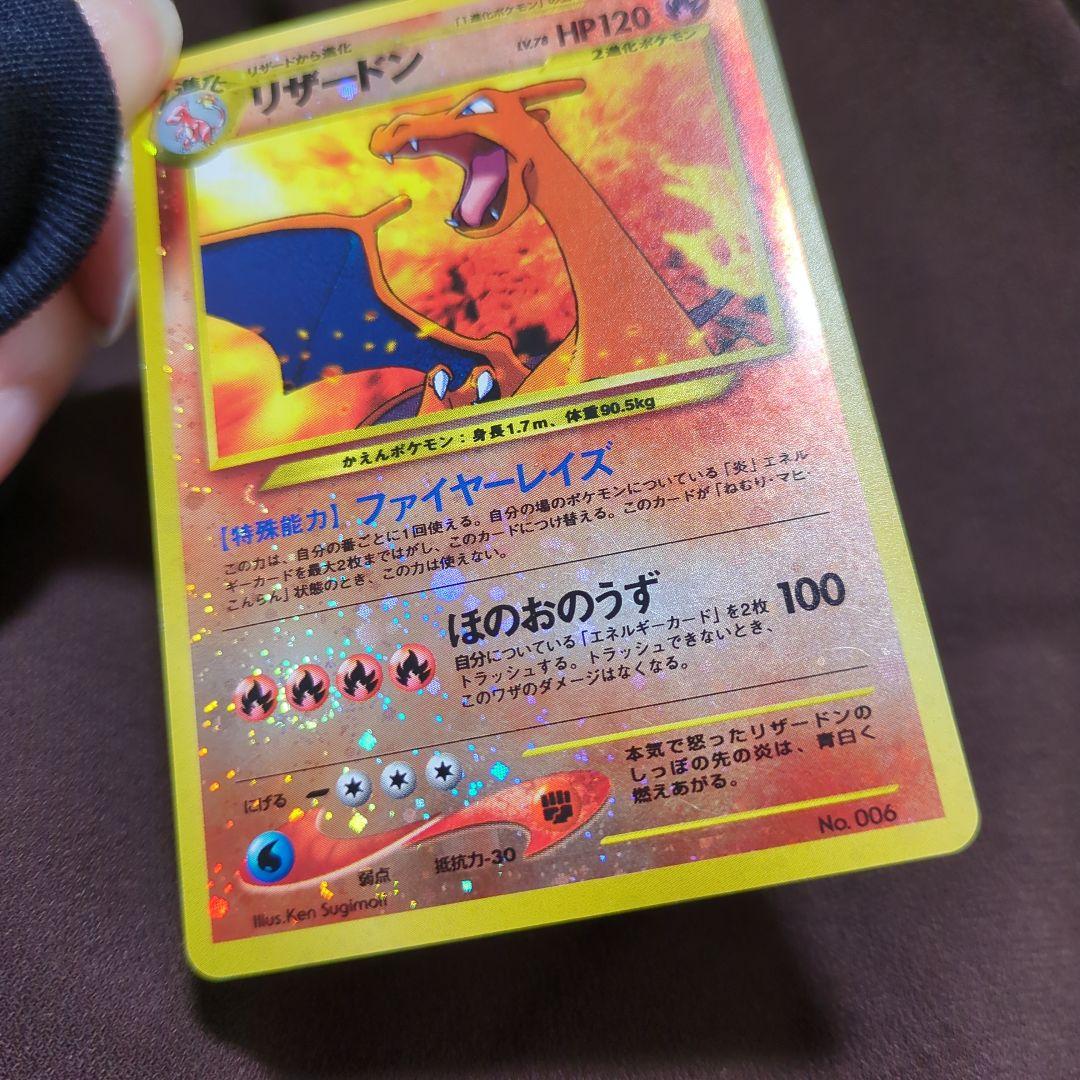 「1進化ポケモン」の
リザードから進化
2進化
リザードン
LV.78 HP120
2進化ポケモン
かえんポケモン:身長1.7m、体重90.5kg
【特殊能力】ファイヤーレイズ
この力は、自分の番ごとに1回使える。自分の場のポケモンについている「炎」エネル
ギーカードを最大2枚まではがし、このカードにつけ替える。このカードが「ねむり・マヒ・
こんらん」状態のとき、この力は使えない。
ほのおのうず 100
自分についている「エネルギーカード」を2枚
トラッシュする。トラッシュできないとき、
このワザのダメージはなくなる。
にげる
弱点
抵抗力-30
本気で怒ったリザードンの
しっぽの先の炎は、青白く
燃えあがる。
No. 006
Illus.Ken Sugimori